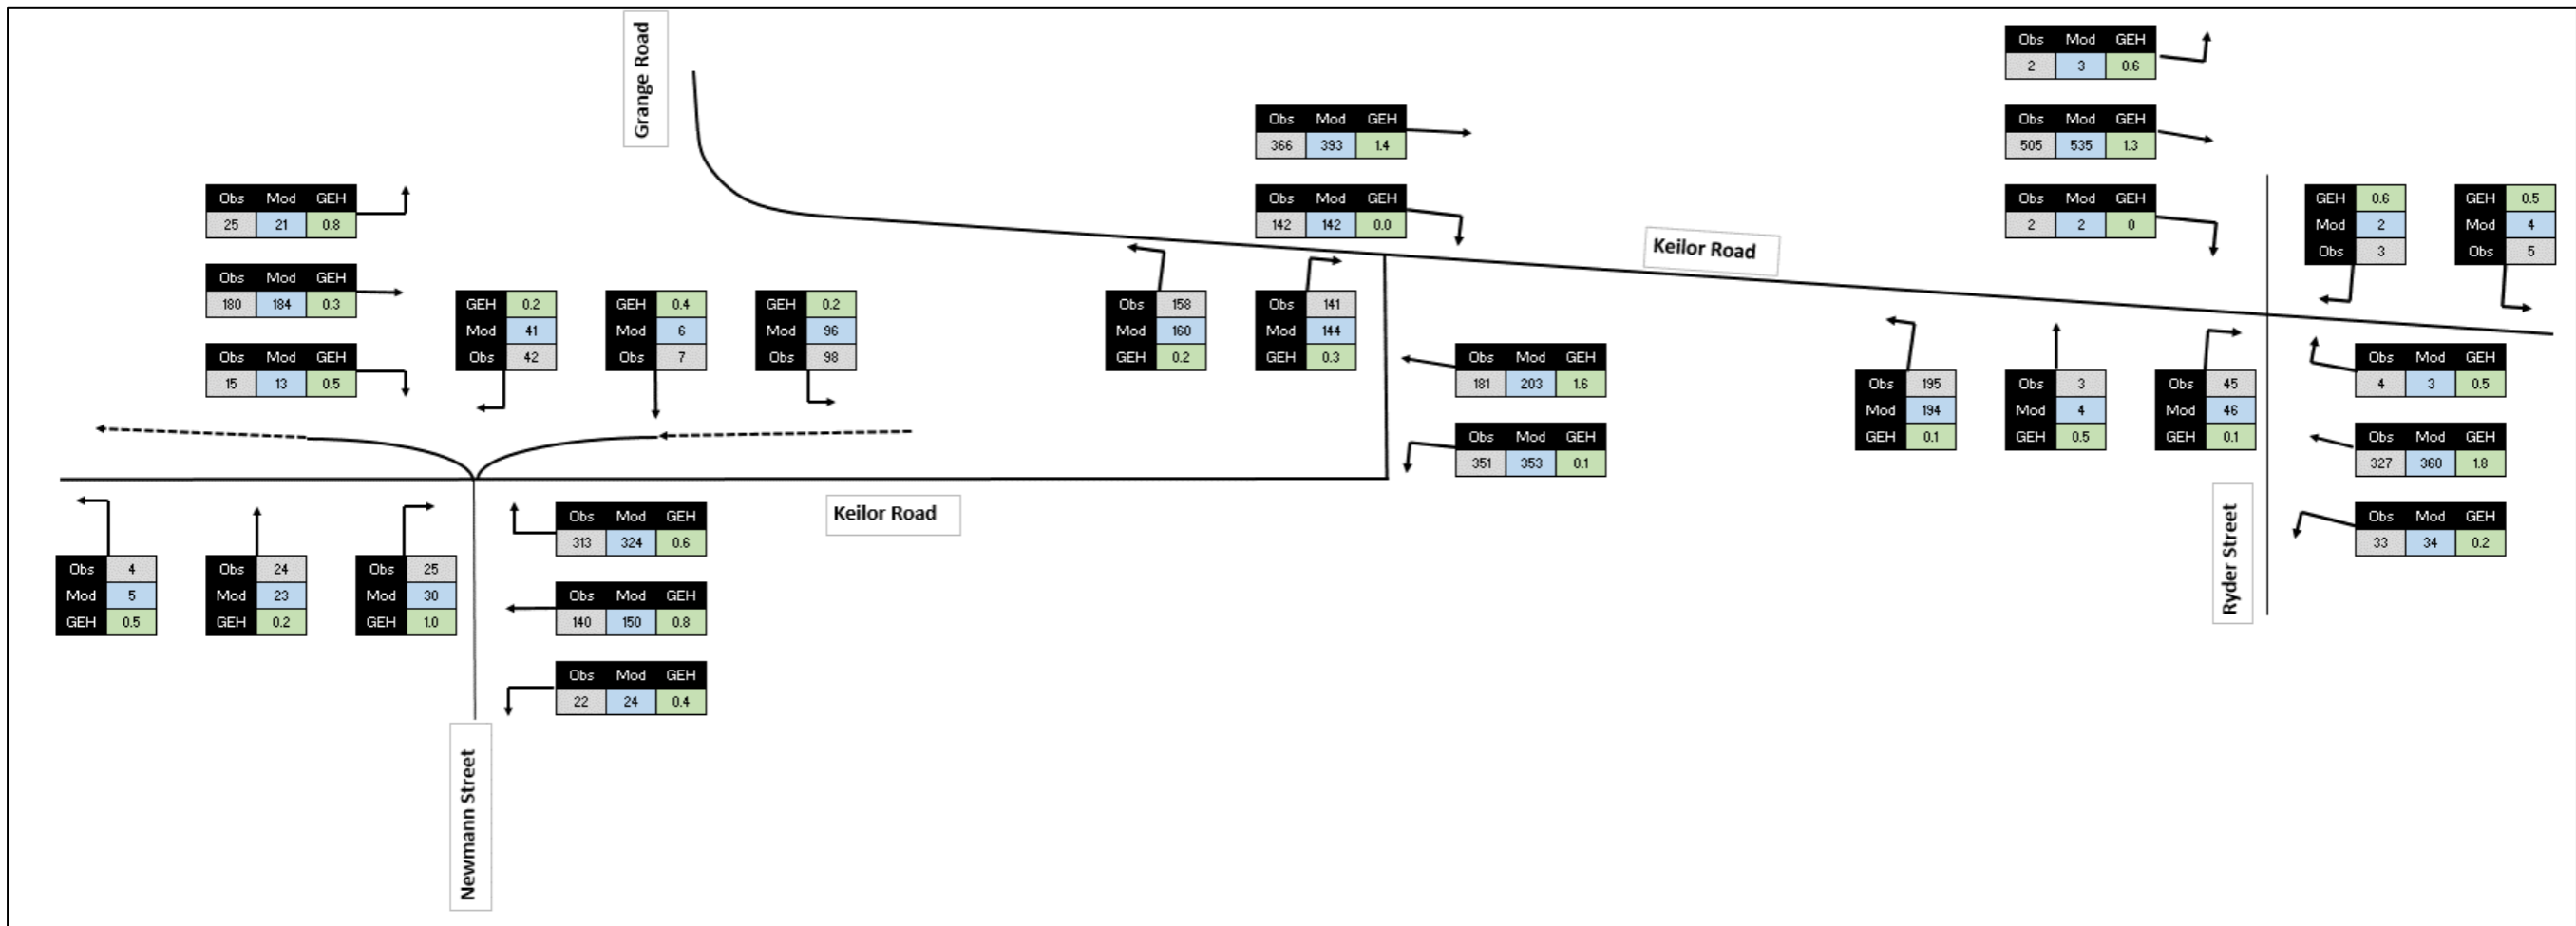 Grange Road
Obs Mod GEH
2 3 0.6
Obs Mod GEH
366 393 1.4
Obs Mod GEH
505 535 1.3
Obs Mod GEH
25 21 0.8
Obs Mod GEH
142 142 0.0
Obs Mod GEH
2 2 0
GEH 0.6
Mod 2
Obs 3
GEH 0.5
Mod 4
Obs 5
Keilor Road
Obs Mod GEH
180 184 0.3
GEH 0.2
Mod 41
Obs 42
GEH 0.4
Mod 6
Obs 7
GEH 0.2
Mod 96
Obs 98
Obs 158
Mod 160
GEH 0.2
Obs 141
Mod 144
GEH 0.3
Obs Mod GEH
15 13 0.5
Obs Mod GEH
181 203 1.6
Obs 195
Mod 194
GEH 0.1
Obs 3
Mod 4
GEH 0.5
Obs 45
Mod 46
GEH 0.1
Obs Mod GEH
4 3 0.5
Obs Mod GEH
351 353 0.1
Obs Mod GEH
327 360 1.8
Ryder Street
Keilor Road
Obs Mod GEH
313 324 0.6
Obs Mod GEH
33 34 0.2
Obs 4
Mod 5
GEH 0.5
Obs 24
Mod 23
GEH 0.2
Obs 25
Mod 30
GEH 1.0
Obs Mod GEH
140 150 0.8
Obs Mod GEH
22 24 0.4
Newmann Street